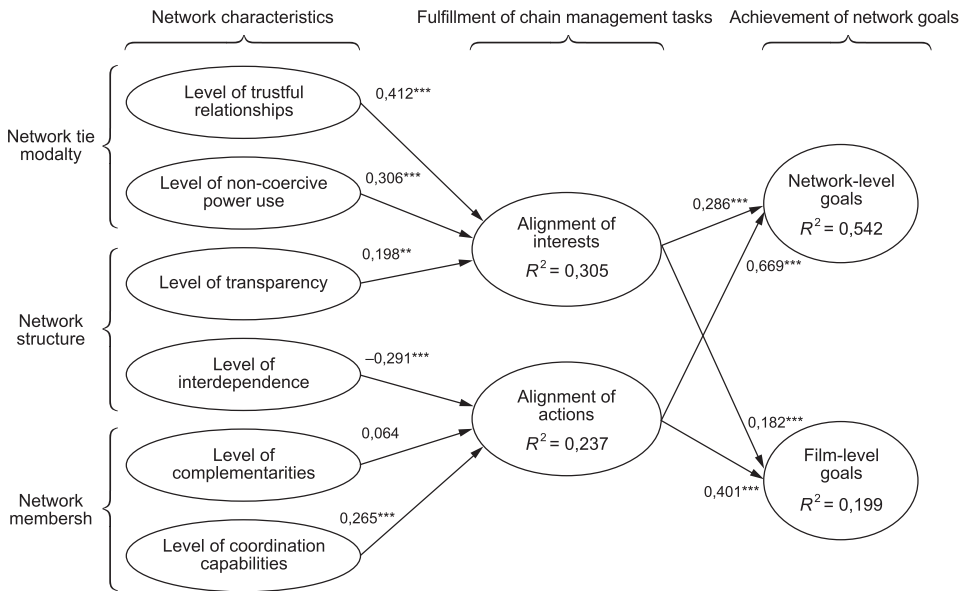 Network characteristics
Fulfillment of chain management tasks
Achievement of network goals
Network tie
modalty
Level of trustful
relationships
0,412***
Level of non-coercive
power use
0,306***
Network
structure
Level of transparency
0,198**
Level of
interdependence
–0,291***
Network
membersh
Level of
complementarities
0,064
Level of coordination
capabilities
0,265***
Alignment of
interests
R² = 0,305
Alignment of
actions
R² = 0,237
0,286***
0,669***
0,182***
0,401***
Network-level
goals
R² = 0,542
Film-level
goals
R² = 0,199